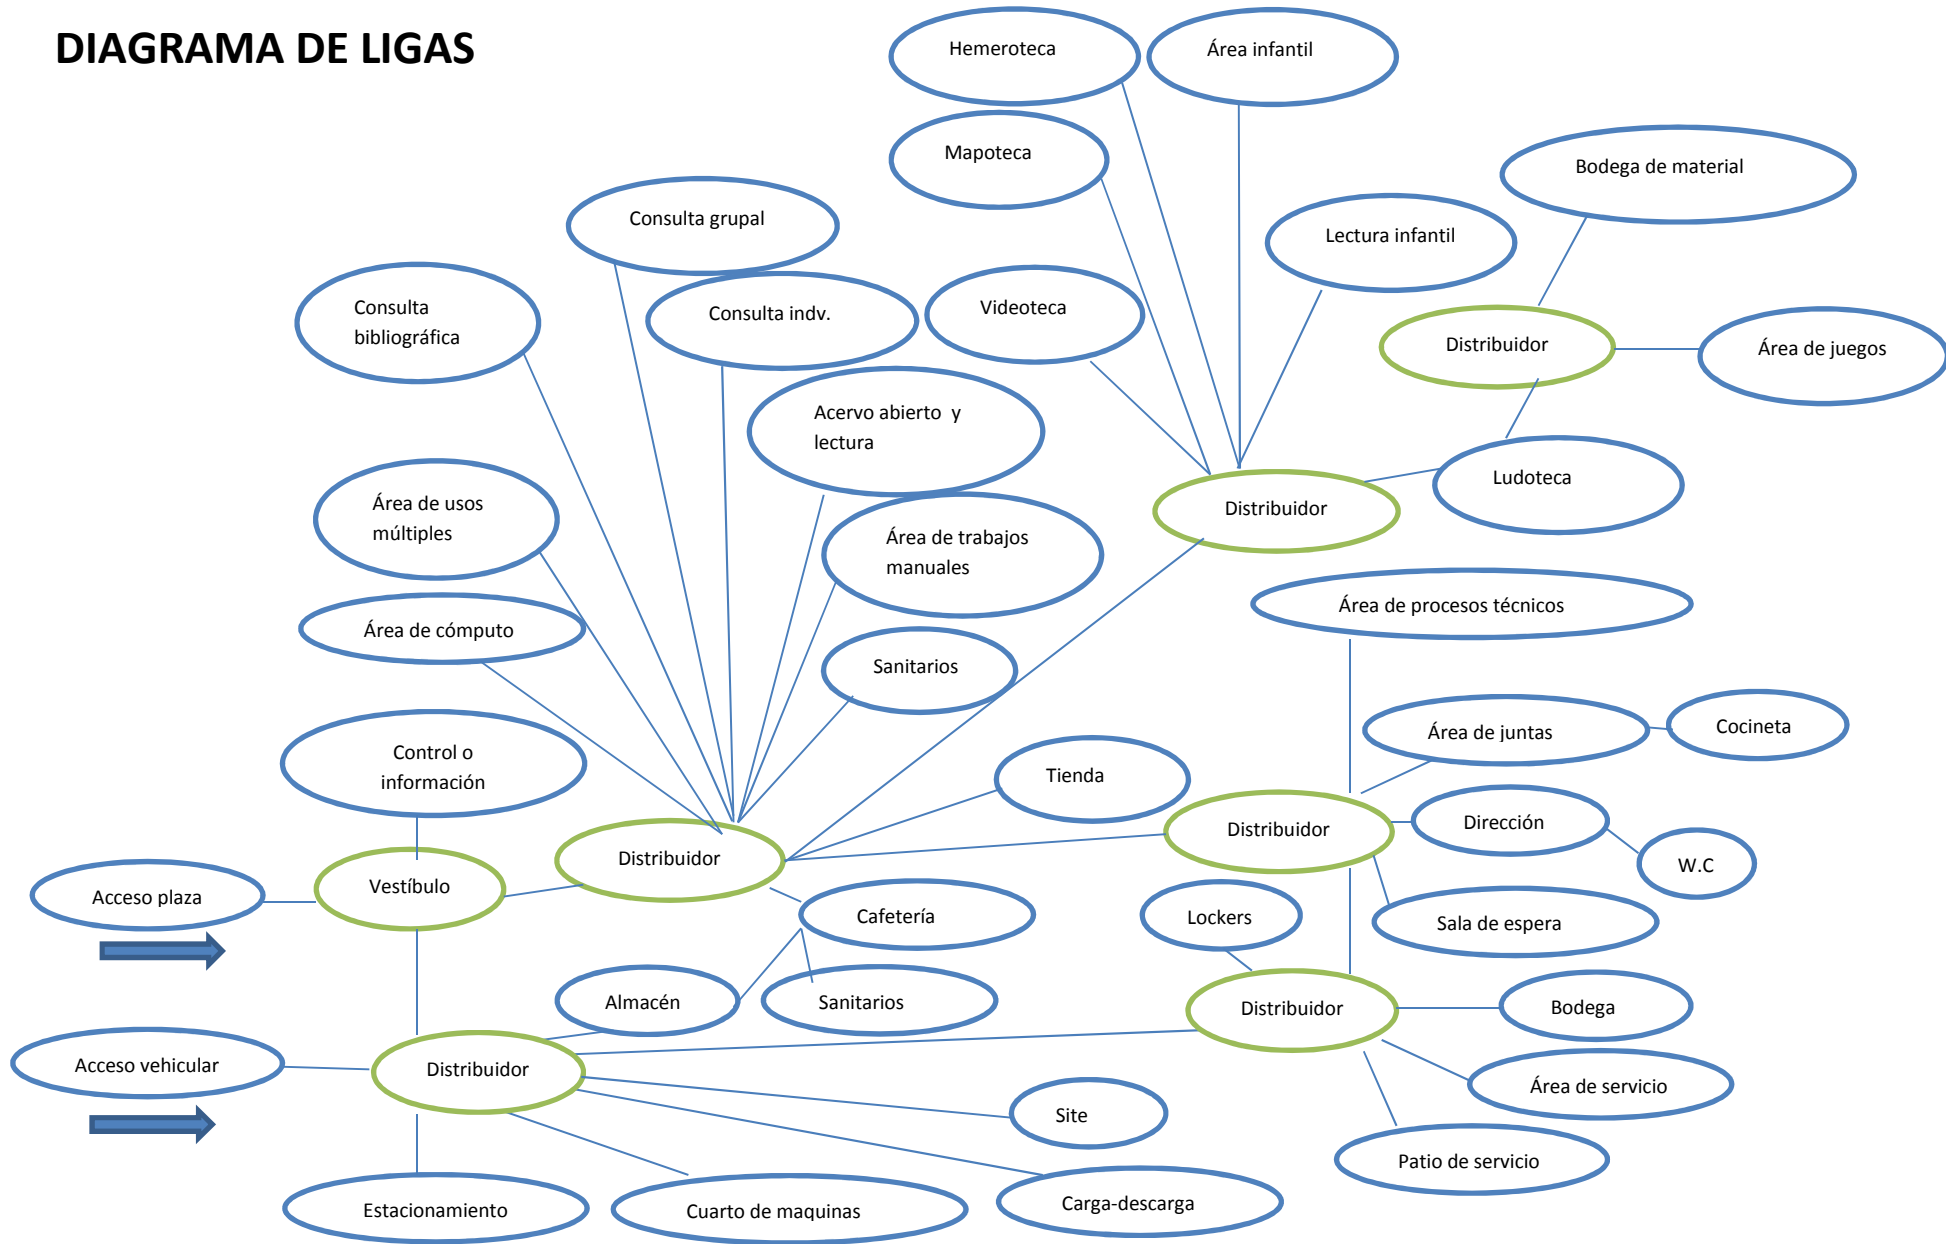 DIAGRAMA DE LIGAS
Hemeroteca
Área infantil
Mapoteca
Bodega de material
Consulta grupal
Lectura infantil
Consulta
bibliográfica
Consulta indv.
Videoteca
Distribuidor
Área de juegos
Acervo abierto y
lectura
Área de usos
múltiples
Ludoteca
Distribuidor
Área de trabajos
manuales
Área de procesos técnicos
Área de cómputo
Sanitarios
Control o
información
Tienda
Área de juntas
Cocineta
Distribuidor
Distribuidor
Dirección
W.C
Acceso plaza
Vestíbulo
Cafetería
Lockers
Sala de espera
Almacén
Sanitarios
Distribuidor
Bodega
Acceso vehicular
Distribuidor
Área de servicio
Site
Patio de servicio
Estacionamiento
Cuarto de maquinas
Carga-descarga